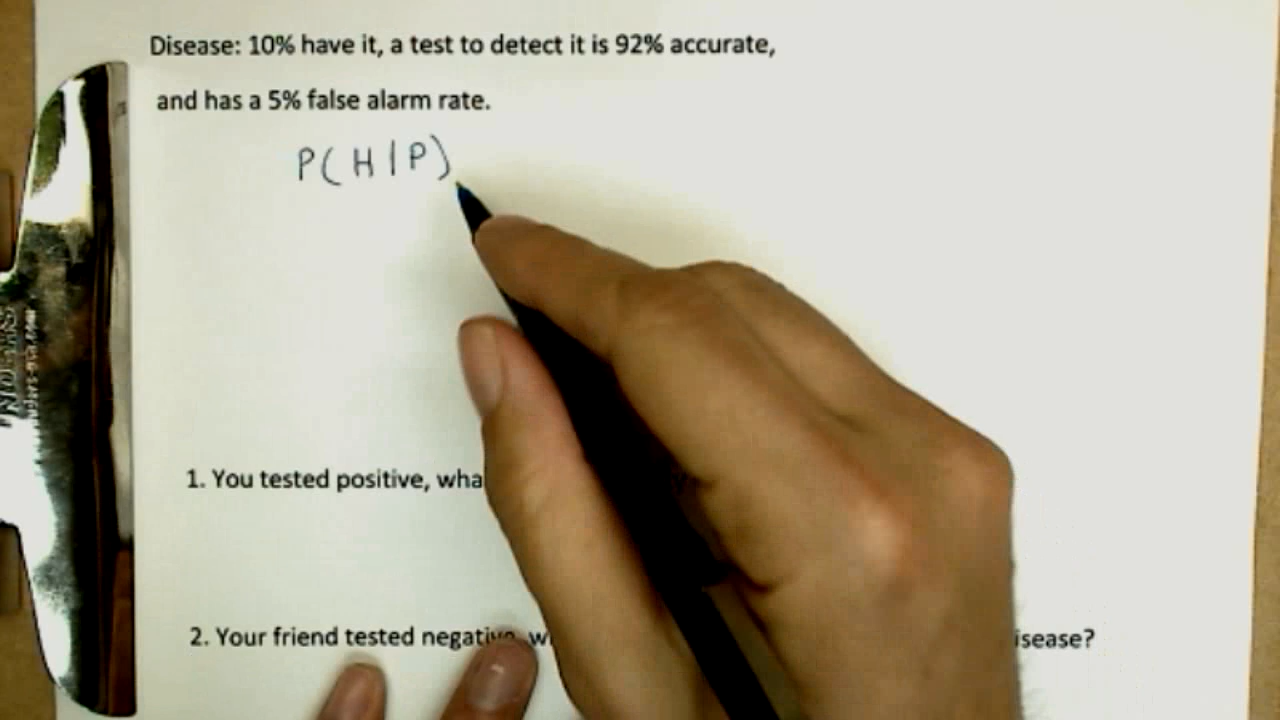 Disease: 10% have it, a test to detect it is 92% accurate,
and has a 5% false alarm rate.
P(H|P)
1. You tested positive, wha
2. Your friend tested negative, isease?